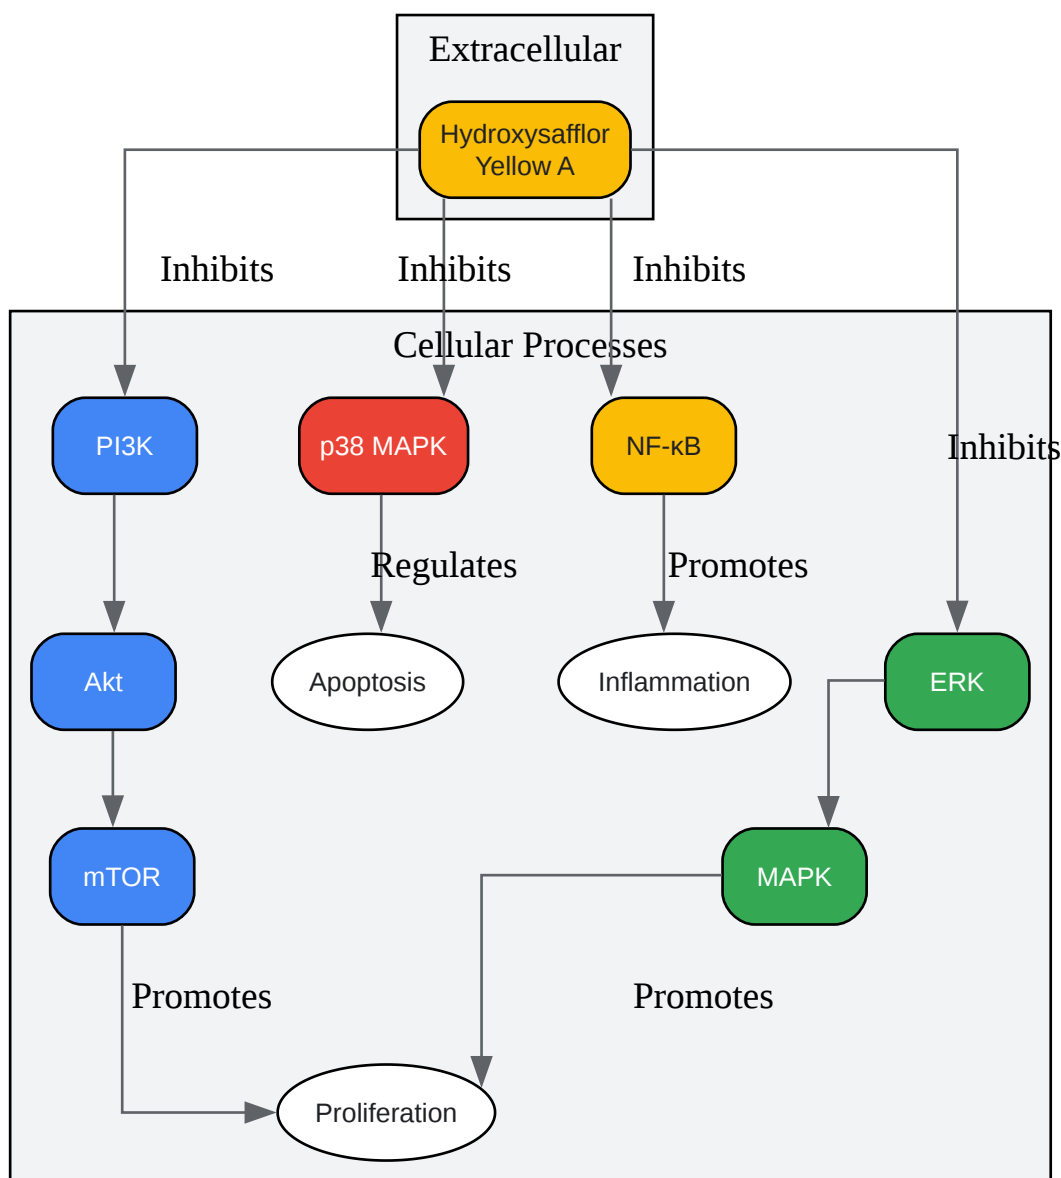 Extracellular
Hydroxysafflor
Yellow A
Inhibits
Inhibits
Inhibits
Cellular Processes
PI3K
p38 MAPK
NF-κB
Inhibits
Regulates
Promotes
Akt
Apoptosis
Inflammation
ERK
mTOR
MAPK
Promotes
Promotes
Proliferation